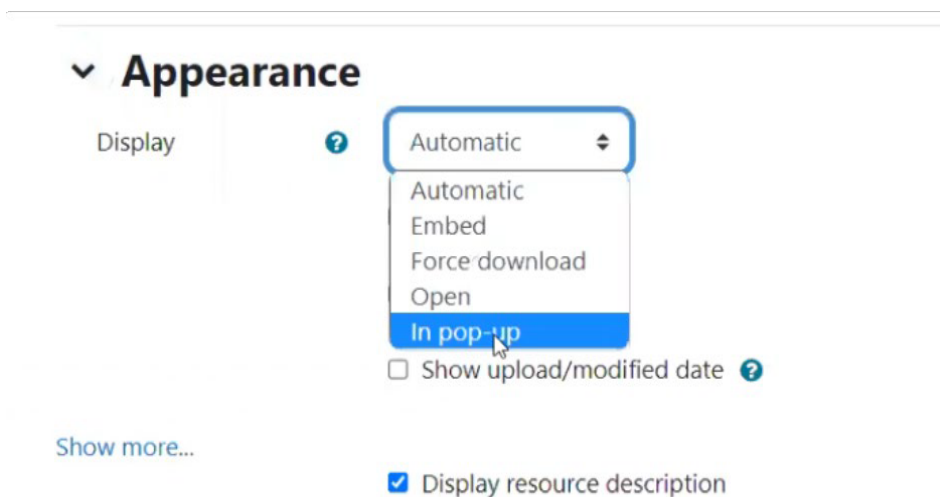 Appearance
Display
Automatic
Automatic
Embed
Force download
Open
In pop-up
Show upload/modified date
Show more...
Display resource description